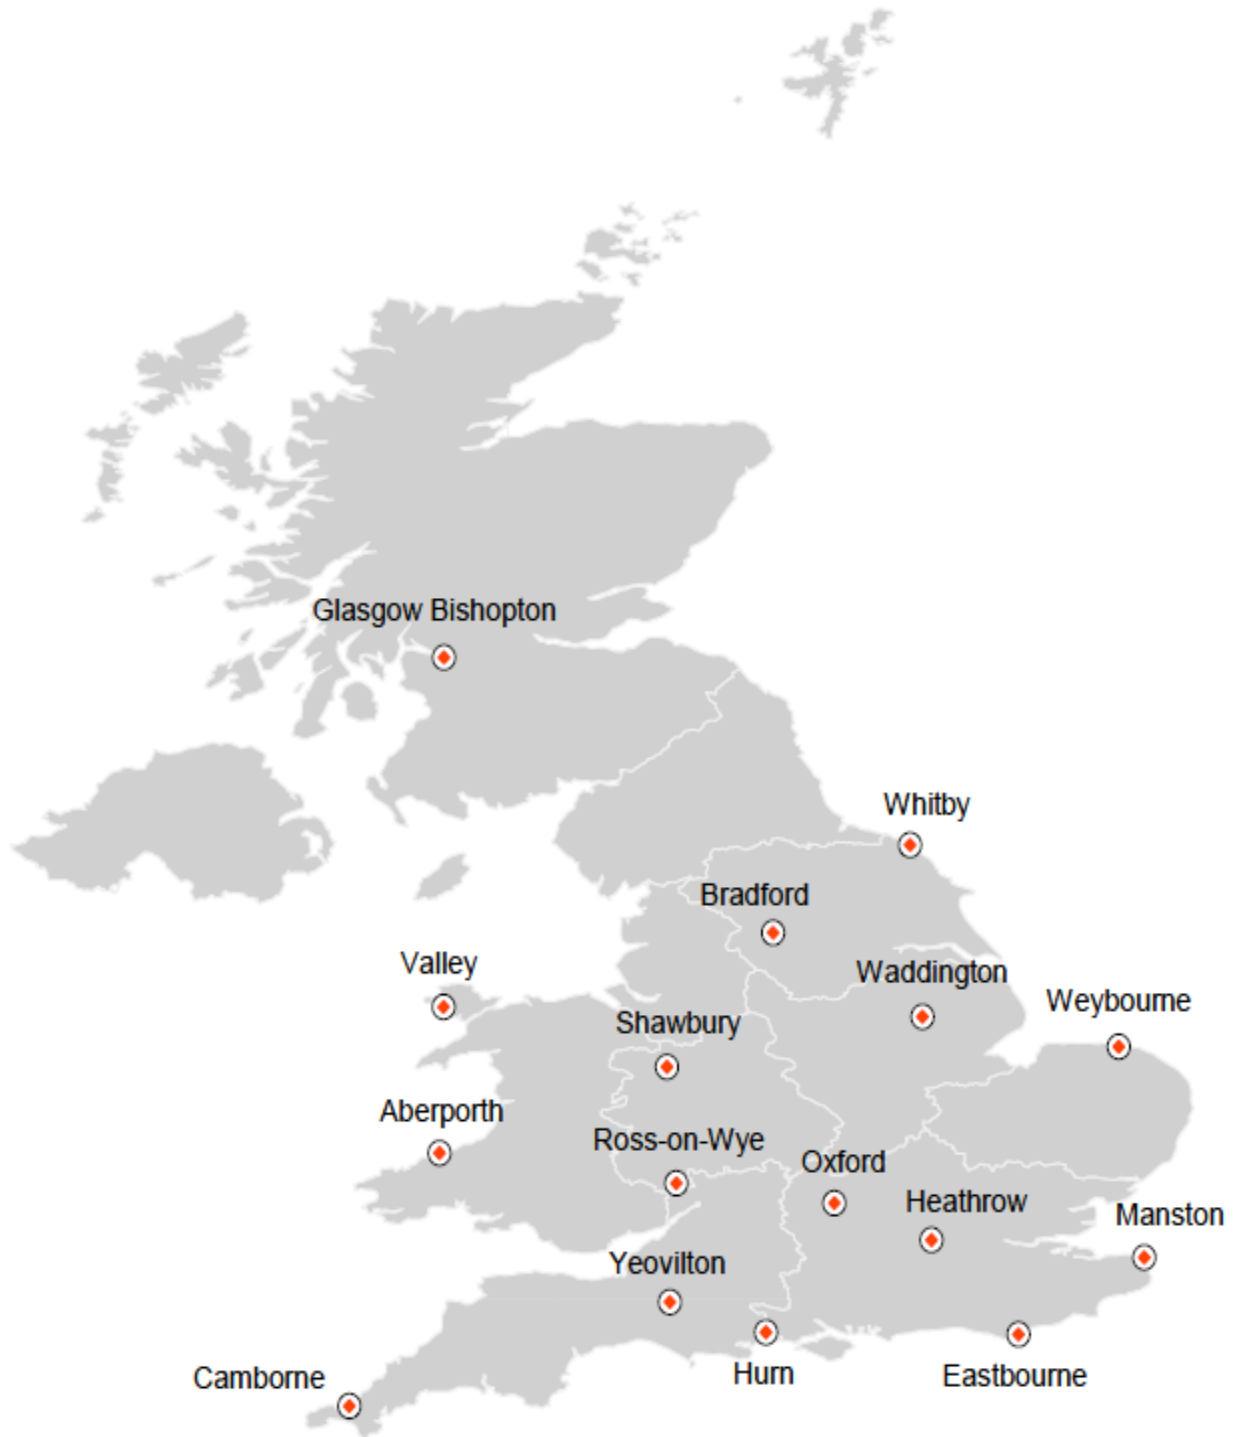 Glasgow Bishopton
Whitby
Bradford
Valley
Waddington
Weybourne
Shawbury
Aberporth
Ross-on-Wye
Oxford
Heathrow
Manston
Yeovilton
Hurn
Eastbourne
Camborne